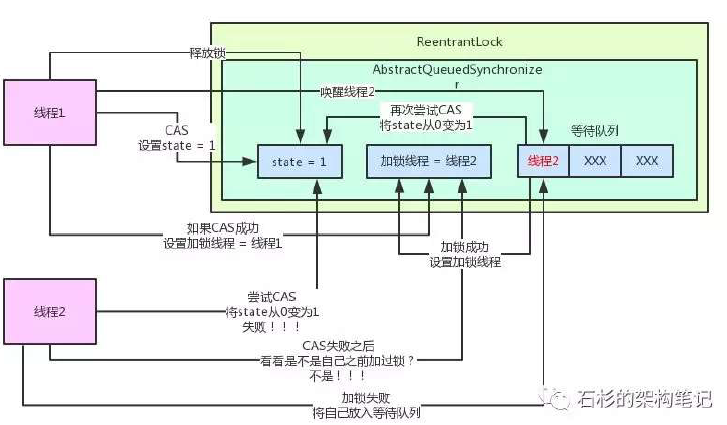 ReentrantLock
释放锁
AbstractQueuedSynchronize
r
线程1
唤醒线程2
再次尝试CAS
将state从0变为1
CAS
设置state = 1
等待队列
state = 1
加锁线程 = 线程2
线程2
XXX
XXX
如果CAS成功
设置加锁线程 = 线程1
加锁成功
设置加锁线程
线程2
尝试CAS
将state从0变为1
失败！！！
CAS失败之后
看看是不是自己之前加过锁？
不是！！！
加锁失败
将自己放入等待队列
石杉的架构笔记